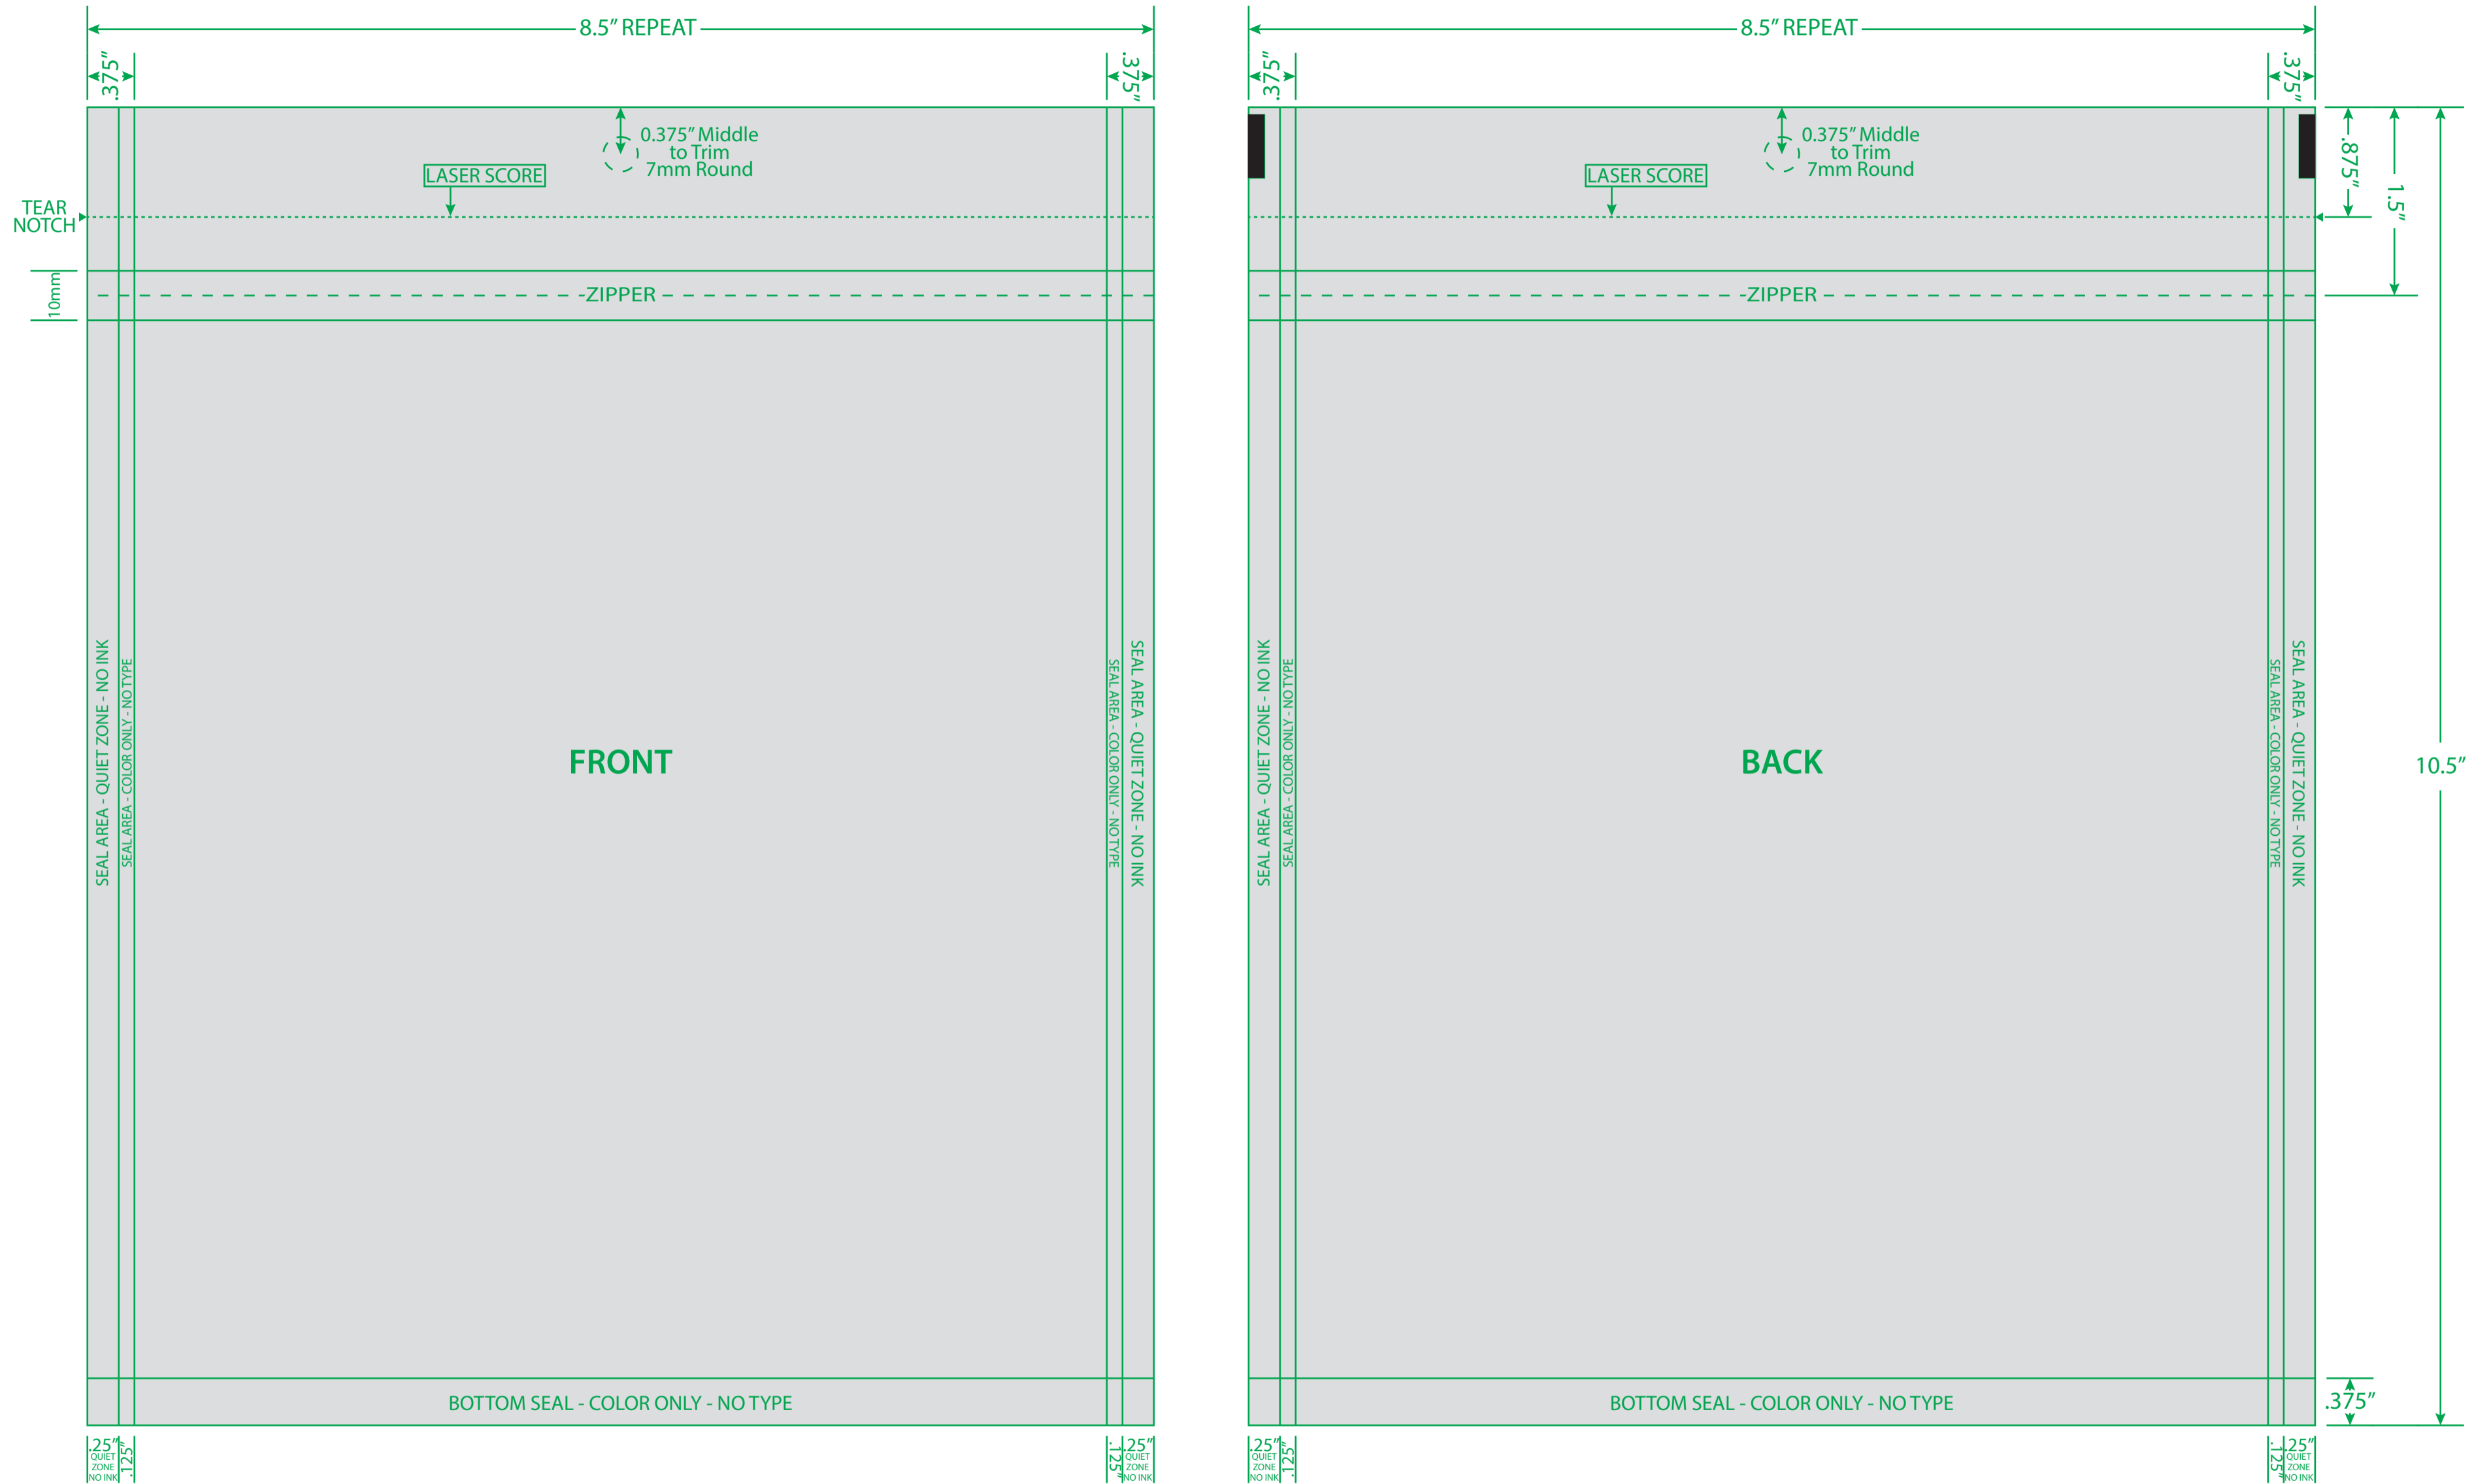 8.5” REPEAT
8.5” REPEAT
.375”
.375”
.375”
.375”
0.375” Middle
to Trim
7mm Round
LASER SCORE
0.375” Middle
to Trim
7mm Round
LASER SCORE
.875”
1.5”
TEAR
NOTCH
10mm
ZIPPER
ZIPPER
SEAL AREA - QUIET ZONE - NO INK
SEAL AREA - COLOR ONLY - NO TYPE
FRONT
SEAL AREA - COLOR ONLY - NO TYPE
SEAL AREA - QUIET ZONE - NO INK
SEAL AREA - QUIET ZONE - NO INK
SEAL AREA - COLOR ONLY - NO TYPE
BACK
SEAL AREA - COLOR ONLY - NO TYPE
SEAL AREA - QUIET ZONE - NO INK
10.5”
BOTTOM SEAL - COLOR ONLY - NO TYPE
BOTTOM SEAL - COLOR ONLY - NO TYPE
.375”
.25”
QUIET
ZONE
NO INK
.125”
.125”
.25”
QUIET
ZONE
NO INK
.25”
QUIET
ZONE
NO INK
.125”
.125”
.25”
QUIET
ZONE
NO INK